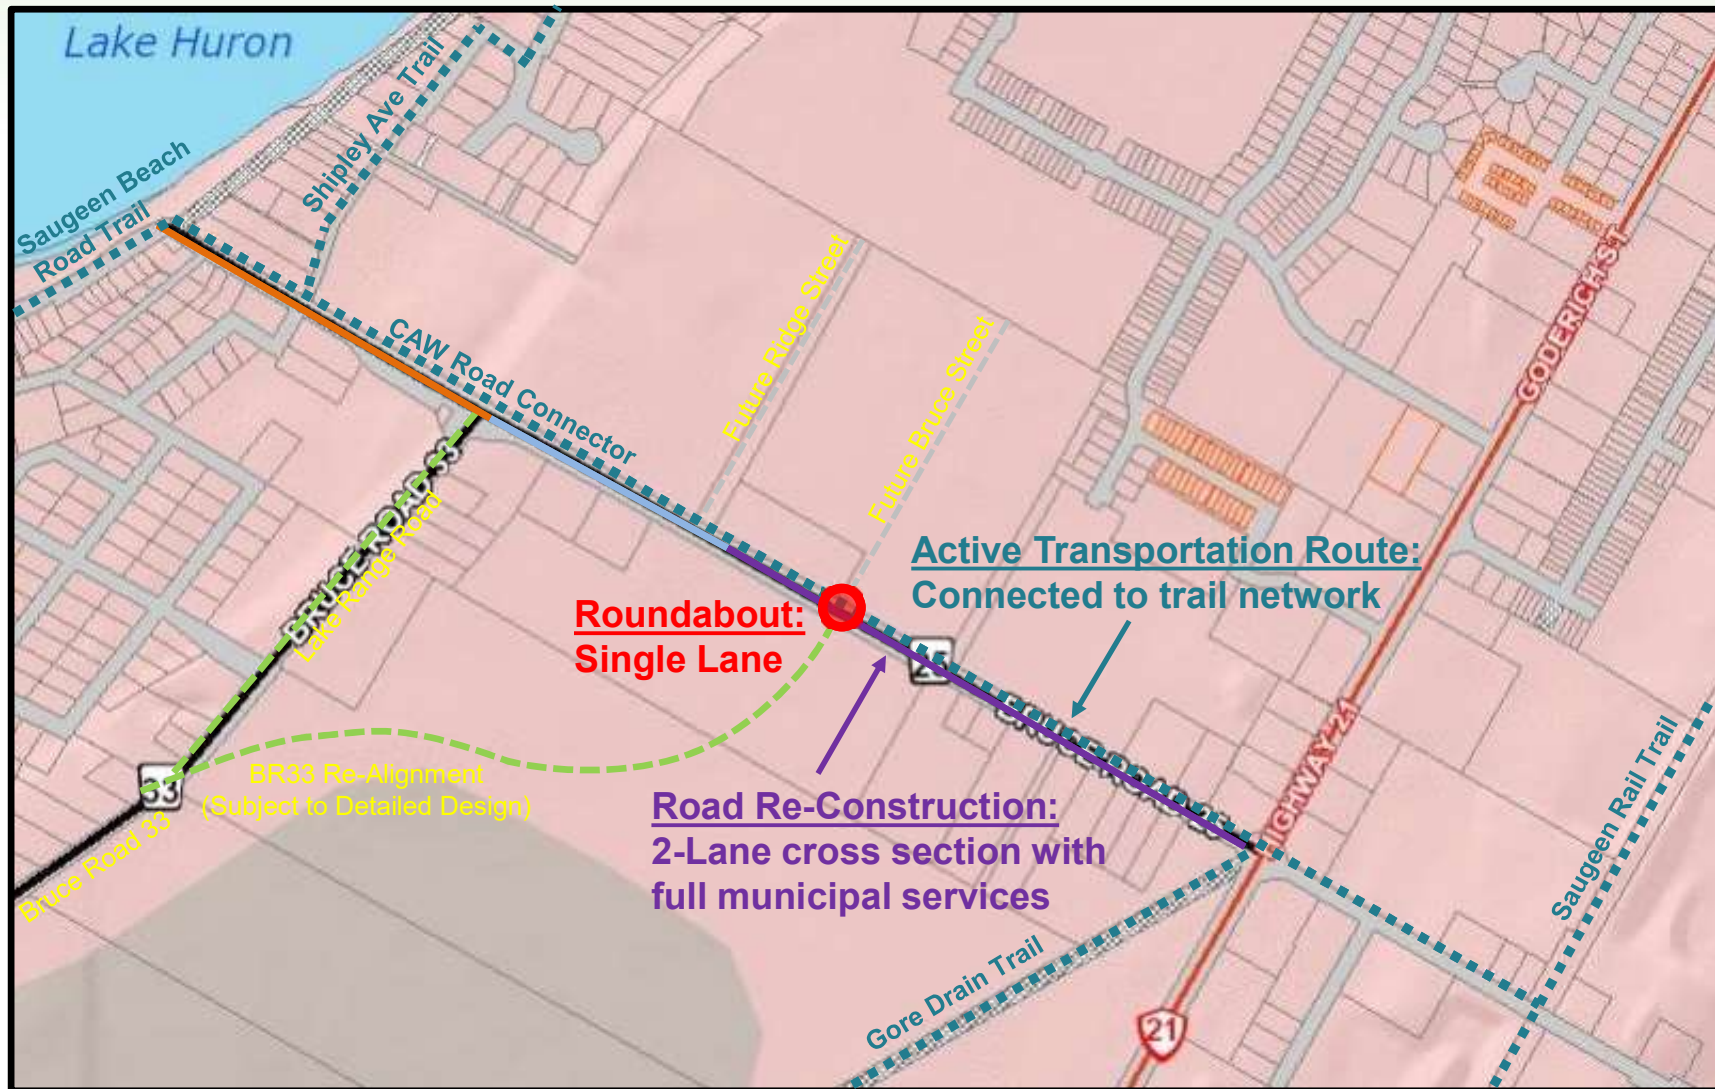 Lake Huron
Shipley Ave Trail
Saugeen Beach
Road Trail
CAW Road Connector
Future Ridge Street
Future Bruce Street
GODERICH ST
BRUCE ROAD 33
Lake Range Road
Active Transportation Route:
Connected to trail network
Roundabout:
Single Lane
25
BRUCE ROAD 25
HIGHWAY 21
Saugeen Rail Trail
33
BR33 Re-Alignment
(Subject to Detailed Design)
Bruce Road 33
Road Re-Construction:
2-Lane cross section with
full municipal services
Gore Drain Trail
21